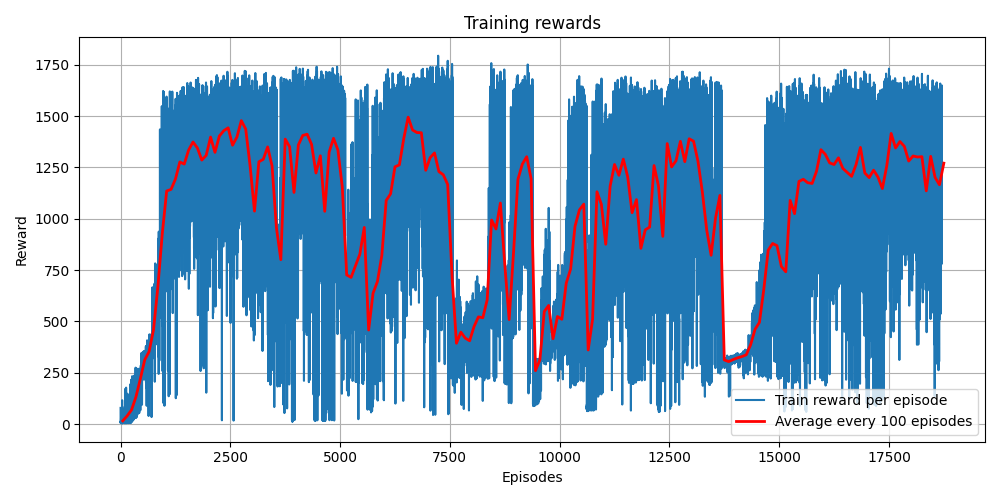 Training rewards
Reward
1750
1500
1250
1000
750
500
250
0
0 2500 5000 7500 10000 12500 15000 17500
Episodes
Train reward per episode
Average every 100 episodes